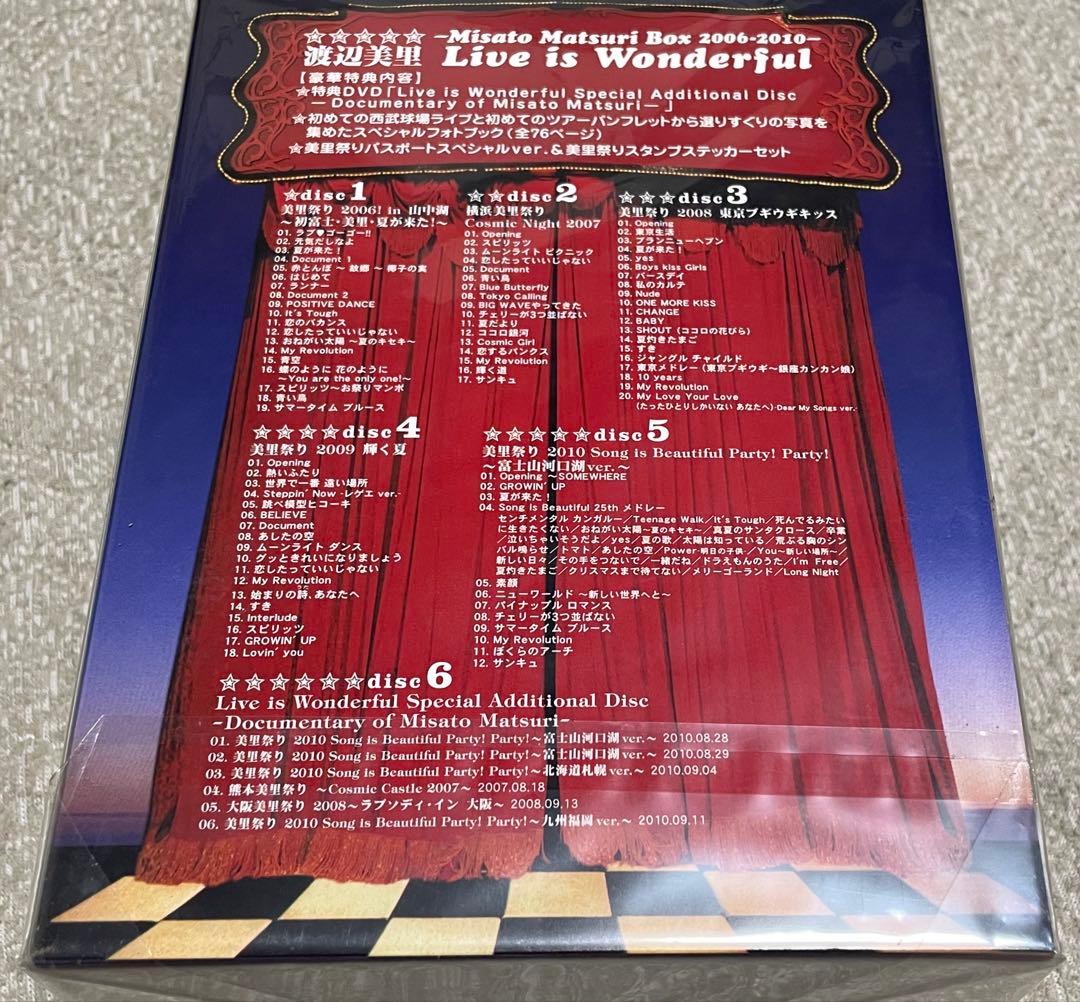 ☆☆☆☆☆ ~Misato Matsuri Box 2006-2010~
渡辺美里 Live is Wonderful
【豪華特典内容】
☆特典DVD「Live is Wonderful Special Additional Disc
－Documentary of Misato Matsuri－」
☆初めての西武球場ライブと初めてのツアーパンフレットから選りすぐりの写真を
集めたスペシャルフォトブック(全76ページ)
☆美里祭りパスポートスペシャルver.&美里祭りスタンプステッカーセット
☆disc1
美里祭り 2006! in 山中湖
～初富士・美里・夏が来た!～
01. ラブ♥ゴーゴー!!
02. 元気だしなよ
03. 夏が来た!
04. Document 1
05. 赤とんぼ ～ 故郷 ～ 椰子の実
06. はじめて
07. ランナー
08. Document 2
09. POSITIVE DANCE
10. It's Tough
11. 恋のバカンス
12. 恋したっていいじゃない
13. おねがい太陽 ～夏のキセキ～
14. My Revolution
15. 青空
16. 蝶のように 花のように
～You are the only one!～
17. スピリッツ～お祭りマンボ
18. 青い鳥
19. サマータイム ブルース
☆☆disc2
横浜美里祭り
Cosmic Night 2007
01. Opening
02. スピリッツ
03. ムーンライト ピクニック
04. 恋したっていいじゃない
05. Document
06. 青い鳥
07. Blue Butterfly
08. Tokyo Calling
09. BIG WAVEやってきた
10. チェリーが3つ並ばない
11. 夏だより
12. ココロ銀河
13. Cosmic Girl
14. 恋するパンクス
15. My Revolution
16. 輝く道
17. サンキュ
☆☆☆disc3
美里祭り 2008 東京ブギウギキッス
01. Opening
02. 東京生活
03. ブランニューヘブン
04. 夏が来た!
05. yes
06. Boys kiss Girls
07. バースデイ
08. 私のカルテ
09. Nude
10. ONE MORE KISS
11. CHANGE
12. BABY
13. SHOUT (ココロの花びら)
14. 夏灼きたまご
15. すき
16. ジャングル チャイルド
17. 東京メドレー (東京ブギウギ～銀座カンカン娘)
18. 10 years
19. My Revolution
20. My Love Your Love
(たったひとりしかいない あなたへ)-Dear My Songs ver.-
☆☆☆☆disc4
美里祭り 2009 輝く夏
01. Opening
02. 熱いふたり
03. 世界で一番 遠い場所
04. Steppin' Now -レゲエ ver.-
05. 跳べ模型ヒコーキ
06. BELIEVE
07. Document
08. あしたの空
09. ムーンライト ダンス
10. グッときれいになりましょう
11. 恋したっていいじゃない
12. My Revolution
13. 始まりの詩、あなたへ
14. すき
15. Interlude
16. スピリッツ
17. GROWIN' UP
18. Lovin' you
☆☆☆☆☆disc5
美里祭り 2010 Song is Beautiful Party! Party!
～富士山河口湖ver.～
01. Opening ～SOMEWHERE
02. GROWIN' UP
03. 夏が来た!
04. Song is Beautiful 25th メドレー
センチメンタル カンガルー／Teenage Walk／It's Tough／死んでるみたい
に生きたくない／おねがい太陽～夏のキセキ～／真夏のサンタクロース／卒業
／泣いちゃいそうだよ／yes／夏の歌／太陽は知っている／荒ぶる胸のシン
バル鳴らせ／トマト／あしたの空／Power-明日の子供-／You～新しい場所～／
新しい日々／その手をつないで／一緒だね／ドラえもんのうた／I'm Free／
夏灼きたまご／クリスマスまで待てない／メリーゴーランド／Long Night
05. 素顔
06. ニューワールド ～新しい世界へと～
07. パイナップル ロマンス
08. チェリーが3つ並ばない
09. サマータイム ブルース
10. My Revolution
11. ぼくらのアーチ
12. サンキュ
☆☆☆☆☆☆disc6
Live is Wonderful Special Additional Disc
-Documentary of Misato Matsuri-
01. 美里祭り 2010 Song is Beautiful Party! Party!～富士山河口湖ver.～ 2010.08.28
02. 美里祭り 2010 Song is Beautiful Party! Party!～富士山河口湖ver.～ 2010.08.29
03. 美里祭り 2010 Song is Beautiful Party! Party!～北海道札幌ver.～ 2010.09.04
04. 熊本美里祭り ～Cosmic Castle 2007～ 2007.08.18
05. 大阪美里祭り 2008～ラプソディ・イン 大阪～ 2008.09.13
06. 美里祭り 2010 Song is Beautiful Party! Party!～九州福岡ver.～ 2010.09.11